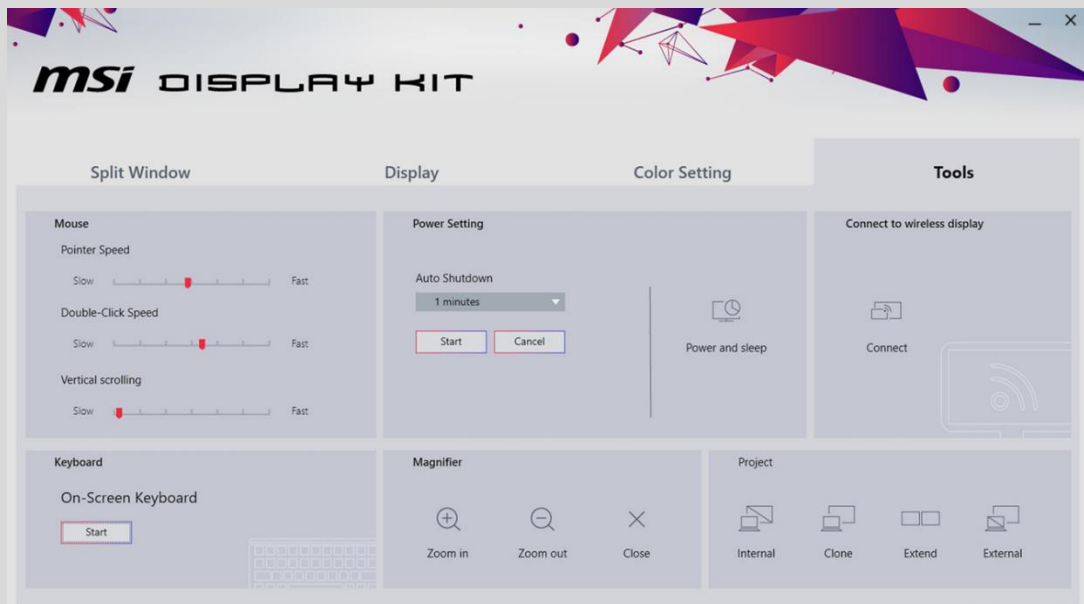 msi DISPLAY KIT
Split Window
Display
Color Setting
Tools
Mouse
Pointer Speed
Slow Fast
Double-Click Speed
Slow Fast
Vertical scrolling
Slow Fast
Power Setting
Auto Shutdown
1 minutes
Start Cancel
Power and sleep
Connect to wireless display
Connect
Keyboard
On-Screen Keyboard
Start
Magnifier
Zoom in Zoom out Close
Project
Internal Clone Extend External